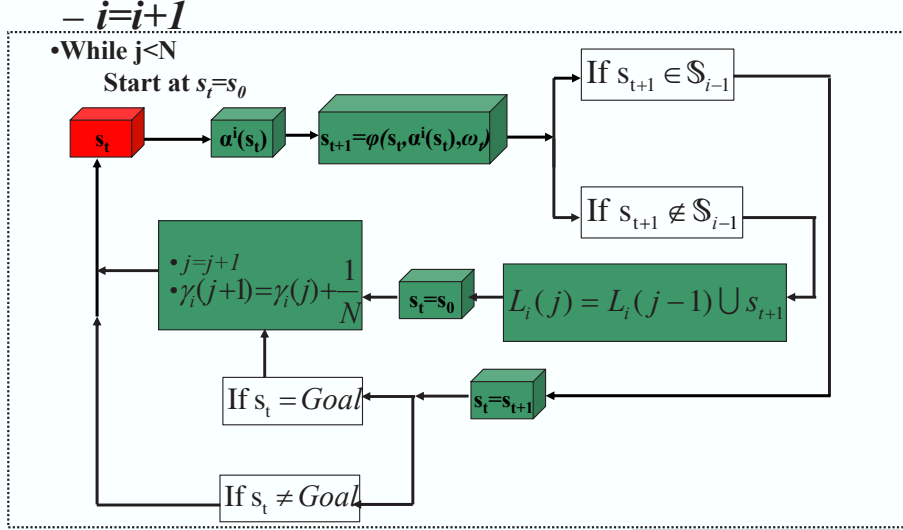 – i=i+1
•While j<N
Start at sₜ=s₀
sₜ
αⁱ(sₜ)
sₜ₊₁=φ(sₜ,αⁱ(sₜ),ωₜ)
If sₜ₊₁ ∈ 𝕊ᵢ₋₁
If sₜ₊₁ ∉ 𝕊ᵢ₋₁
• j=j+1
•γᵢ(j+1)=γᵢ(j)+1/N
sₜ=s₀
Lᵢ(j) = Lᵢ(j−1) ⋃ sₜ₊₁
If sₜ = Goal
sₜ=sₜ₊₁
If sₜ ≠ Goal